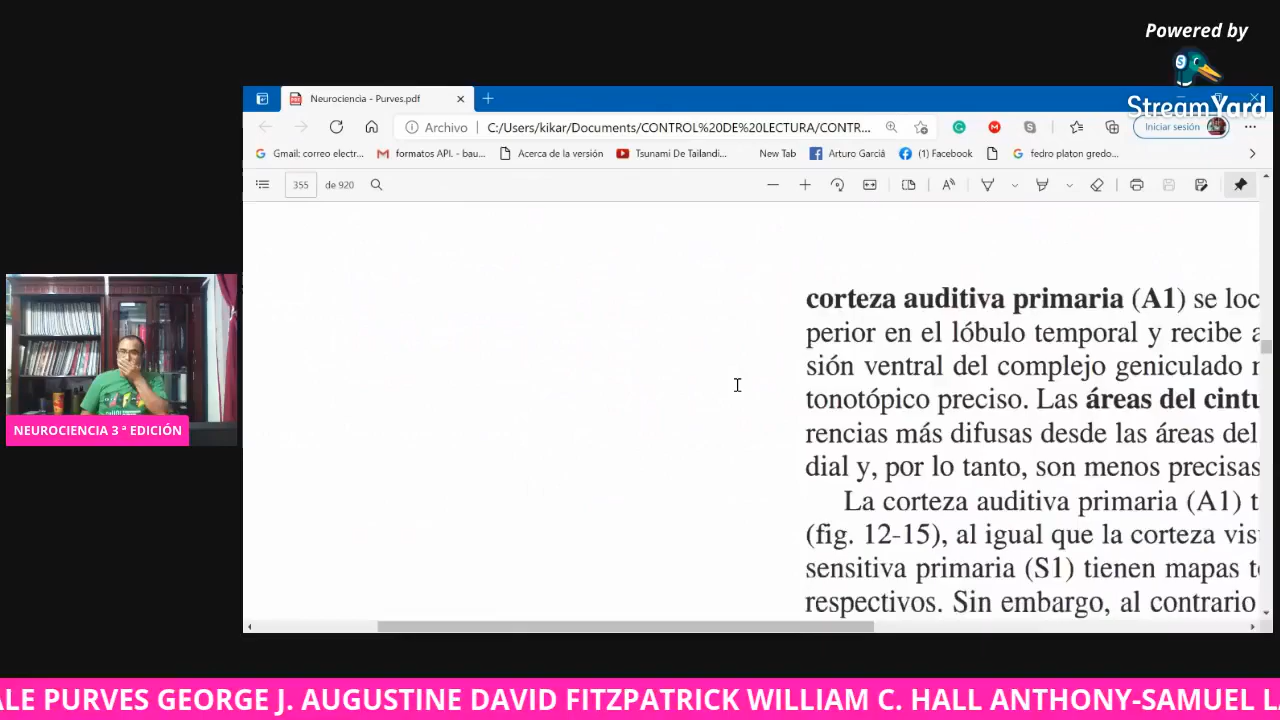 Powered by
StreamYard
Neurociencia - Purves.pdf
Archivo
C:/Users/kikar/Documents/CONTROL%20DE%20LECTURA/CONTR...
Iniciar sesión
Gmail: correo electr...
formatos API. - bau...
Acerca de la versión
Tsunami De Tailandi...
New Tab
Arturo Garciå
(1) Facebook
fedro platon gredo...
355
de 920
corteza auditiva primaria (A1) se loc
perior en el lóbulo temporal y recibe
sión ventral del complejo geniculado
tonotópico preciso. Las áreas del cintu
rencias más difusas desde las áreas del
dial y, por lo tanto, son menos precisas
La corteza auditiva primaria (A1) t
(fig. 12-15), al igual que la corteza vis
sensitiva primaria (S1) tienen mapas t
respectivos. Sin embargo, al contrario
NEUROCIENCIA 3 ª EDICIÓN
ALE PURVES GEORGE J. AUGUSTINE DAVID FITZPATRICK WILLIAM C. HALL ANTHONY-SAMUEL LA